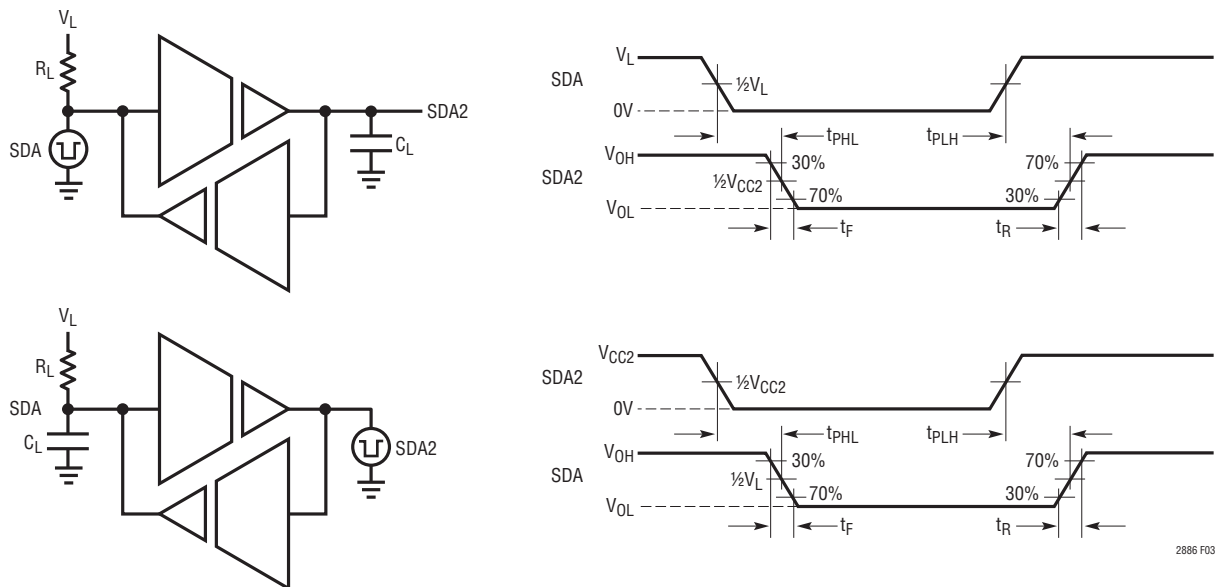 VL
RL
SDA
SDA2
CL
VL
SDA
0V
½VL
tPHL
tPLH
VOH
SDA2
½VCC2
VOL
30%
70%
70%
30%
tF
tR
VL
RL
SDA
CL
SDA2
VCC2
SDA2
0V
½VCC2
tPHL
tPLH
VOH
SDA
½VL
VOL
30%
70%
70%
30%
tF
tR
2886 F03